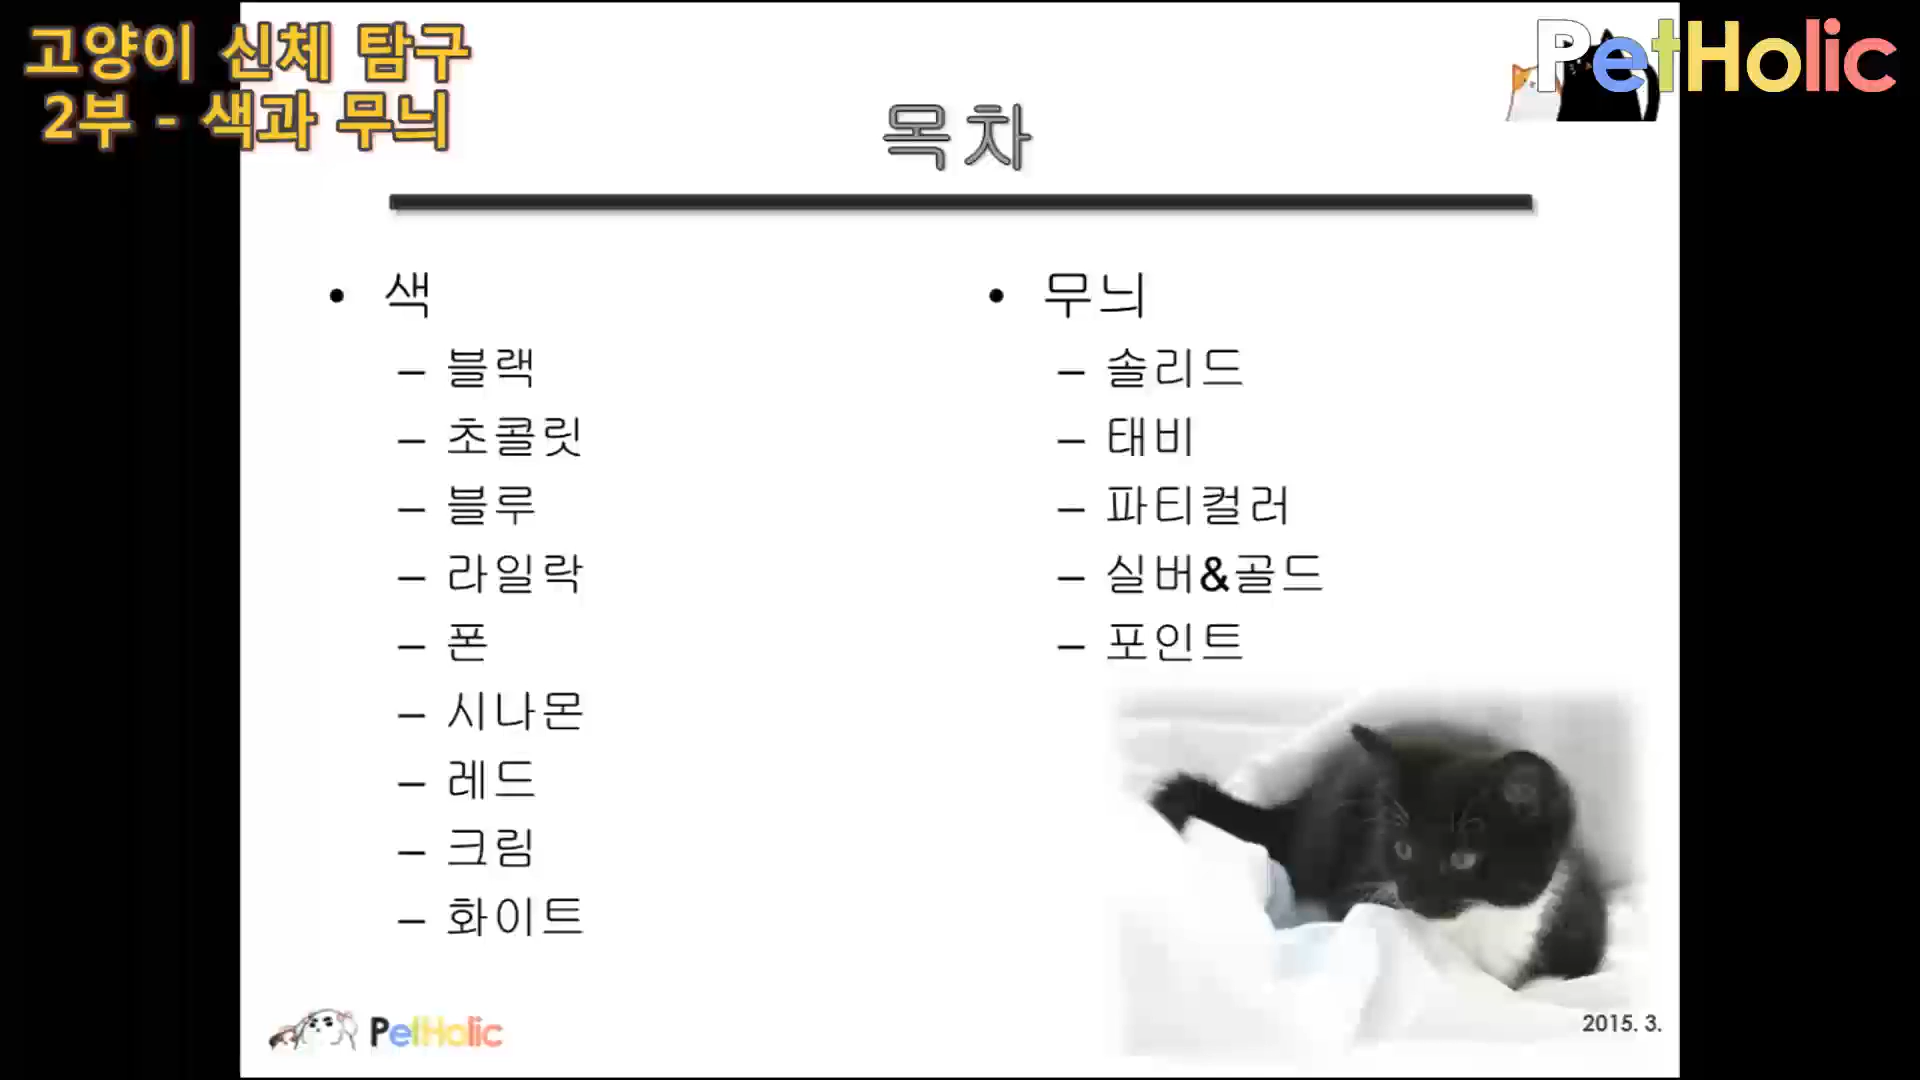 고양이 신체 탐구
2부 - 색과 무늬
PetHolic
목차
• 색
– 블랙
– 초콜릿
– 블루
– 라일락
– 폰
– 시나몬
– 레드
– 크림
– 화이트
• 무늬
– 솔리드
– 태비
– 파티컬러
– 실버&골드
– 포인트
PetHolic
2015. 3.